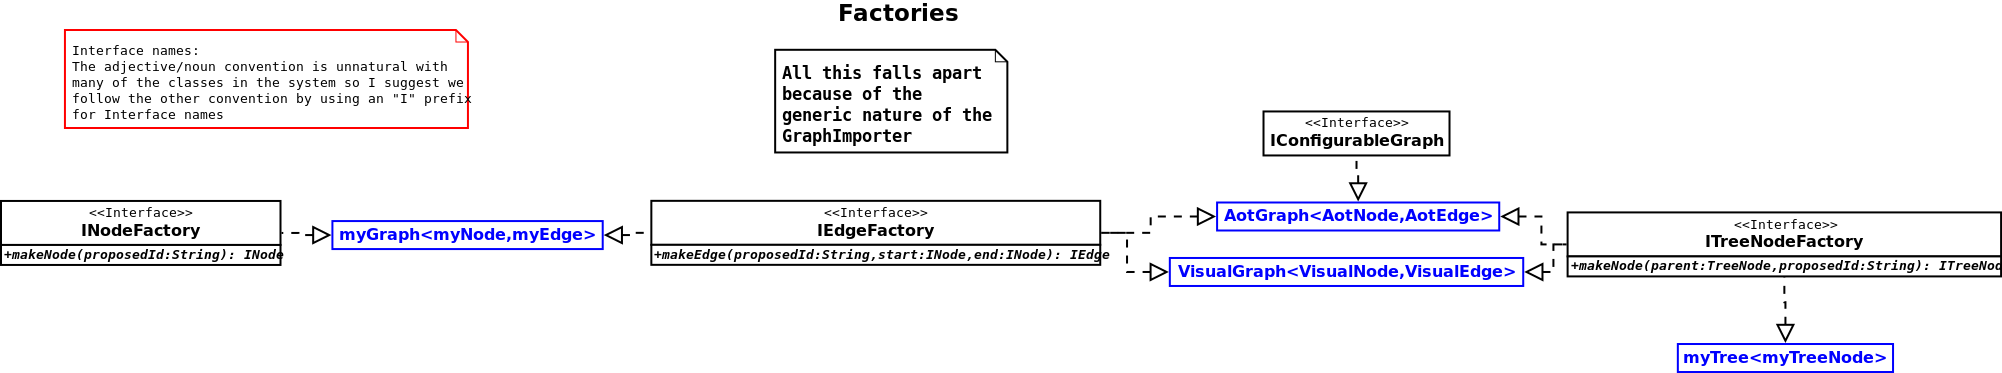 Factories
Interface names:
The adjective/noun convention is unnatural with
many of the classes in the system so I suggest we
follow the other convention by using an "I" prefix
for Interface names
All this falls apart
because of the
generic nature of the
GraphImporter
<<Interface>>
IConfigurableGraph
<<Interface>>
INodeFactory
+makeNode(proposedId:String): INode
myGraph<myNode,myEdge>
<<Interface>>
IEdgeFactory
+makeEdge(proposedId:String,start:INode,end:INode): IEdge
AotGraph<AotNode,AotEdge>
VisualGraph<VisualNode,VisualEdge>
<<Interface>>
ITreeNodeFactory
+makeNode(parent:TreeNode,proposedId:String): ITreeNod
myTree<myTreeNode>